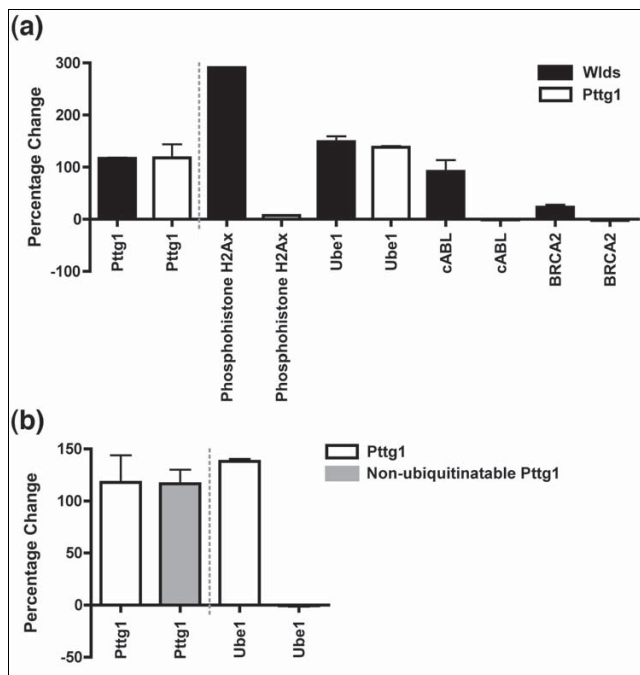 (a)
Percentage Change
300
200
100
0
-100
Wlds
Pttg1
Pttg1
Pttg1
Phosphohistone H2Ax
Phosphohistone H2Ax
Ube1
Ube1
cABL
cABL
BRCA2
BRCA2
(b)
Percentage Change
150
100
50
0
-50
Pttg1
Non-ubiquitinatable Pttg1
Pttg1
Pttg1
Ube1
Ube1